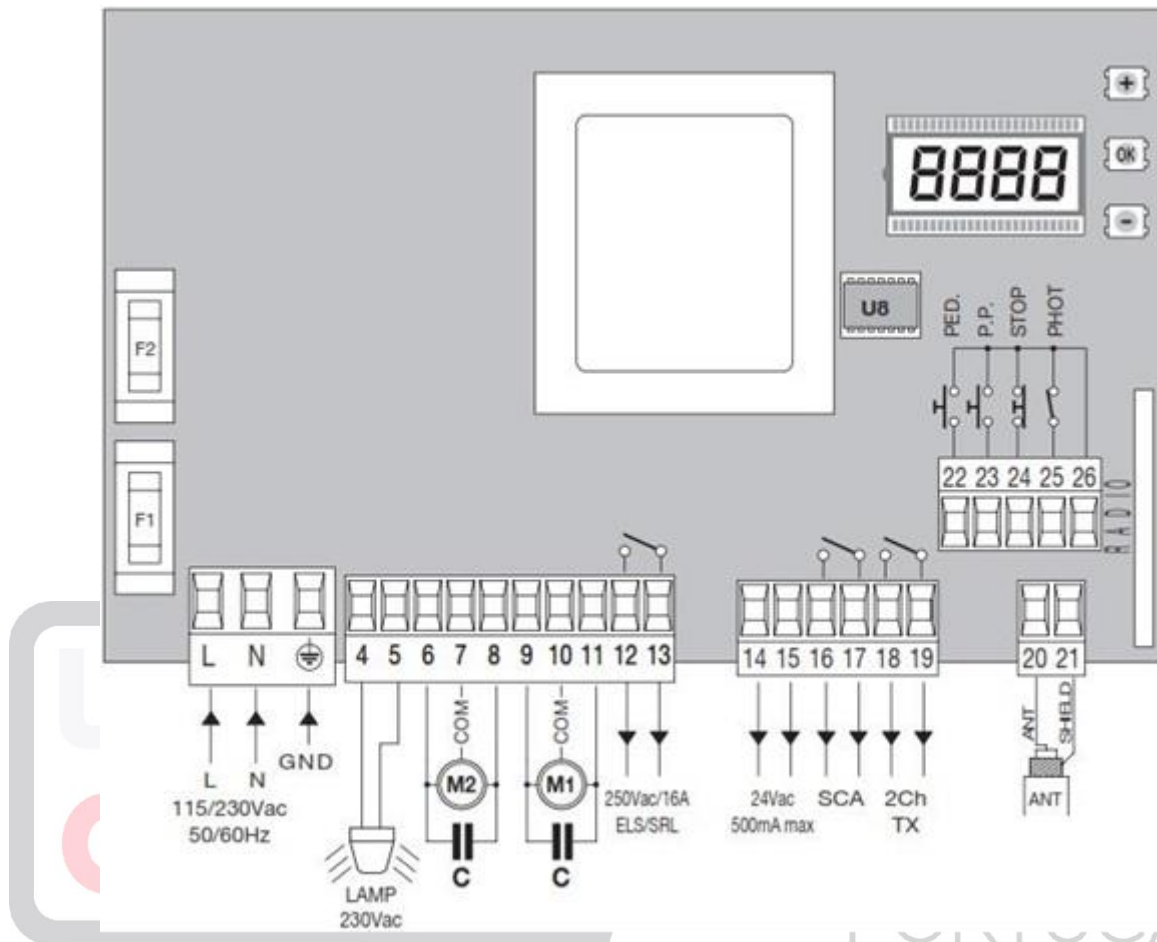 +
8888
OK
-
U8
PED. P.P. STOP PHOT
F2
22 23 24 25 26
F1
RADIO
L N
4 5 6 7 8 9 10 11 12 13
14 15 16 17 18 19
20 21
L N GND
115/230Vac
50/60Hz
COM COM
M2 M1
C C
LAMP
230Vac
250Vac/16A
ELS/SRL
24Vac
500mA max
SCA
2Ch
TX
ANT SHIELD
ANT